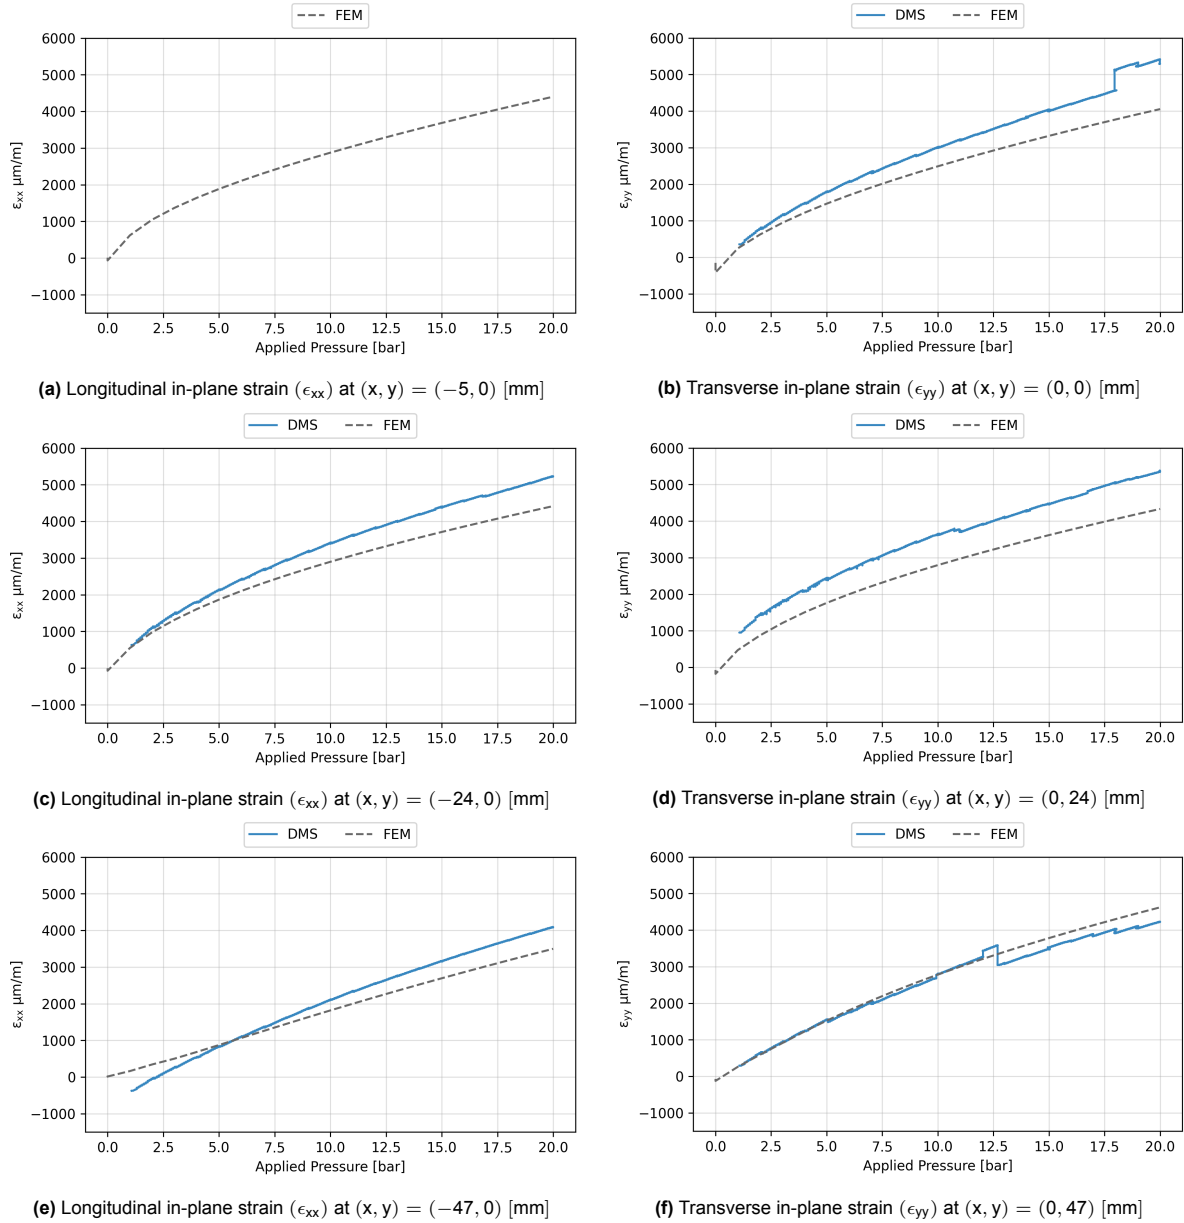 FEM
6000
5000
4000
3000
2000
1000
0
−1000
εxx μm/m
0.0 2.5 5.0 7.5 10.0 12.5 15.0 17.5 20.0
Applied Pressure [bar]
(a) Longitudinal in-plane strain (ϵxx) at (x, y) = (−5, 0) [mm]
DMS FEM
6000
5000
4000
3000
2000
1000
0
−1000
εyy μm/m
0.0 2.5 5.0 7.5 10.0 12.5 15.0 17.5 20.0
Applied Pressure [bar]
(b) Transverse in-plane strain (ϵyy) at (x, y) = (0, 0) [mm]
DMS FEM
6000
5000
4000
3000
2000
1000
0
−1000
εxx μm/m
0.0 2.5 5.0 7.5 10.0 12.5 15.0 17.5 20.0
Applied Pressure [bar]
(c) Longitudinal in-plane strain (ϵxx) at (x, y) = (−24, 0) [mm]
DMS FEM
6000
5000
4000
3000
2000
1000
0
−1000
εyy μm/m
0.0 2.5 5.0 7.5 10.0 12.5 15.0 17.5 20.0
Applied Pressure [bar]
(d) Transverse in-plane strain (ϵyy) at (x, y) = (0, 24) [mm]
DMS FEM
6000
5000
4000
3000
2000
1000
0
−1000
εxx μm/m
0.0 2.5 5.0 7.5 10.0 12.5 15.0 17.5 20.0
Applied Pressure [bar]
(e) Longitudinal in-plane strain (ϵxx) at (x, y) = (−47, 0) [mm]
DMS FEM
6000
5000
4000
3000
2000
1000
0
−1000
εyy μm/m
0.0 2.5 5.0 7.5 10.0 12.5 15.0 17.5 20.0
Applied Pressure [bar]
(f) Transverse in-plane strain (ϵyy) at (x, y) = (0, 47) [mm]